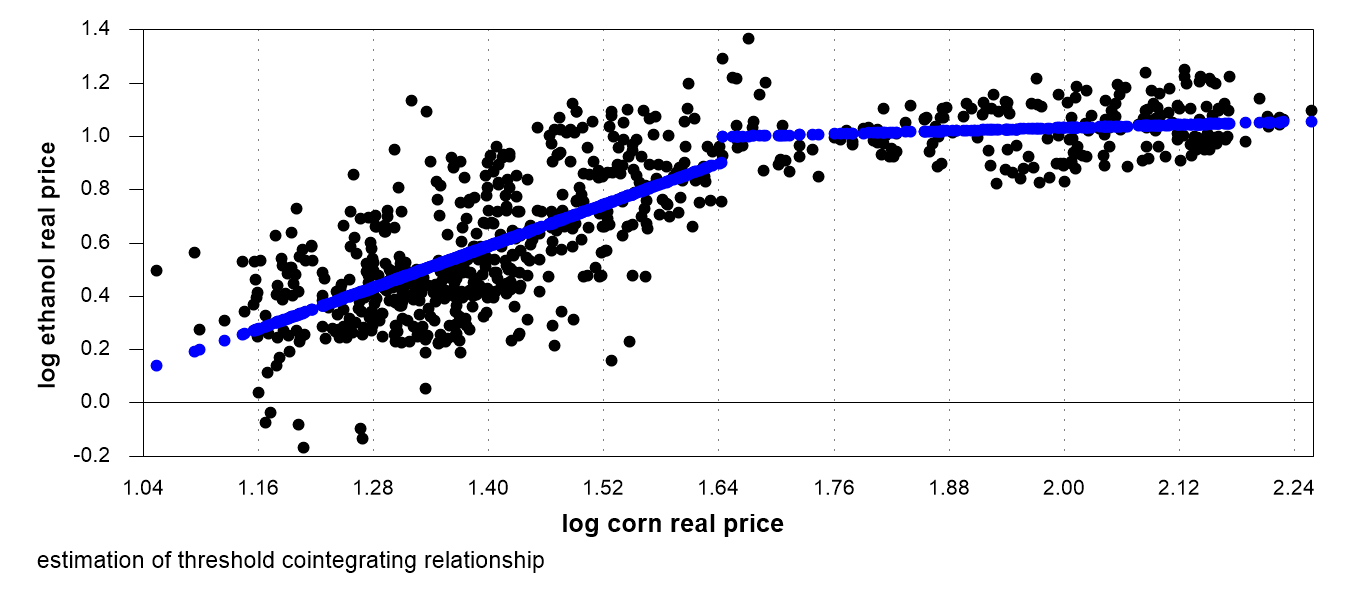 1.4
1.2
1.0
0.8
0.6
0.4
0.2
0.0
-0.2
log ethanol real price
1.04 1.16 1.28 1.40 1.52 1.64 1.76 1.88 2.00 2.12 2.24
log corn real price
estimation of threshold cointegrating relationship